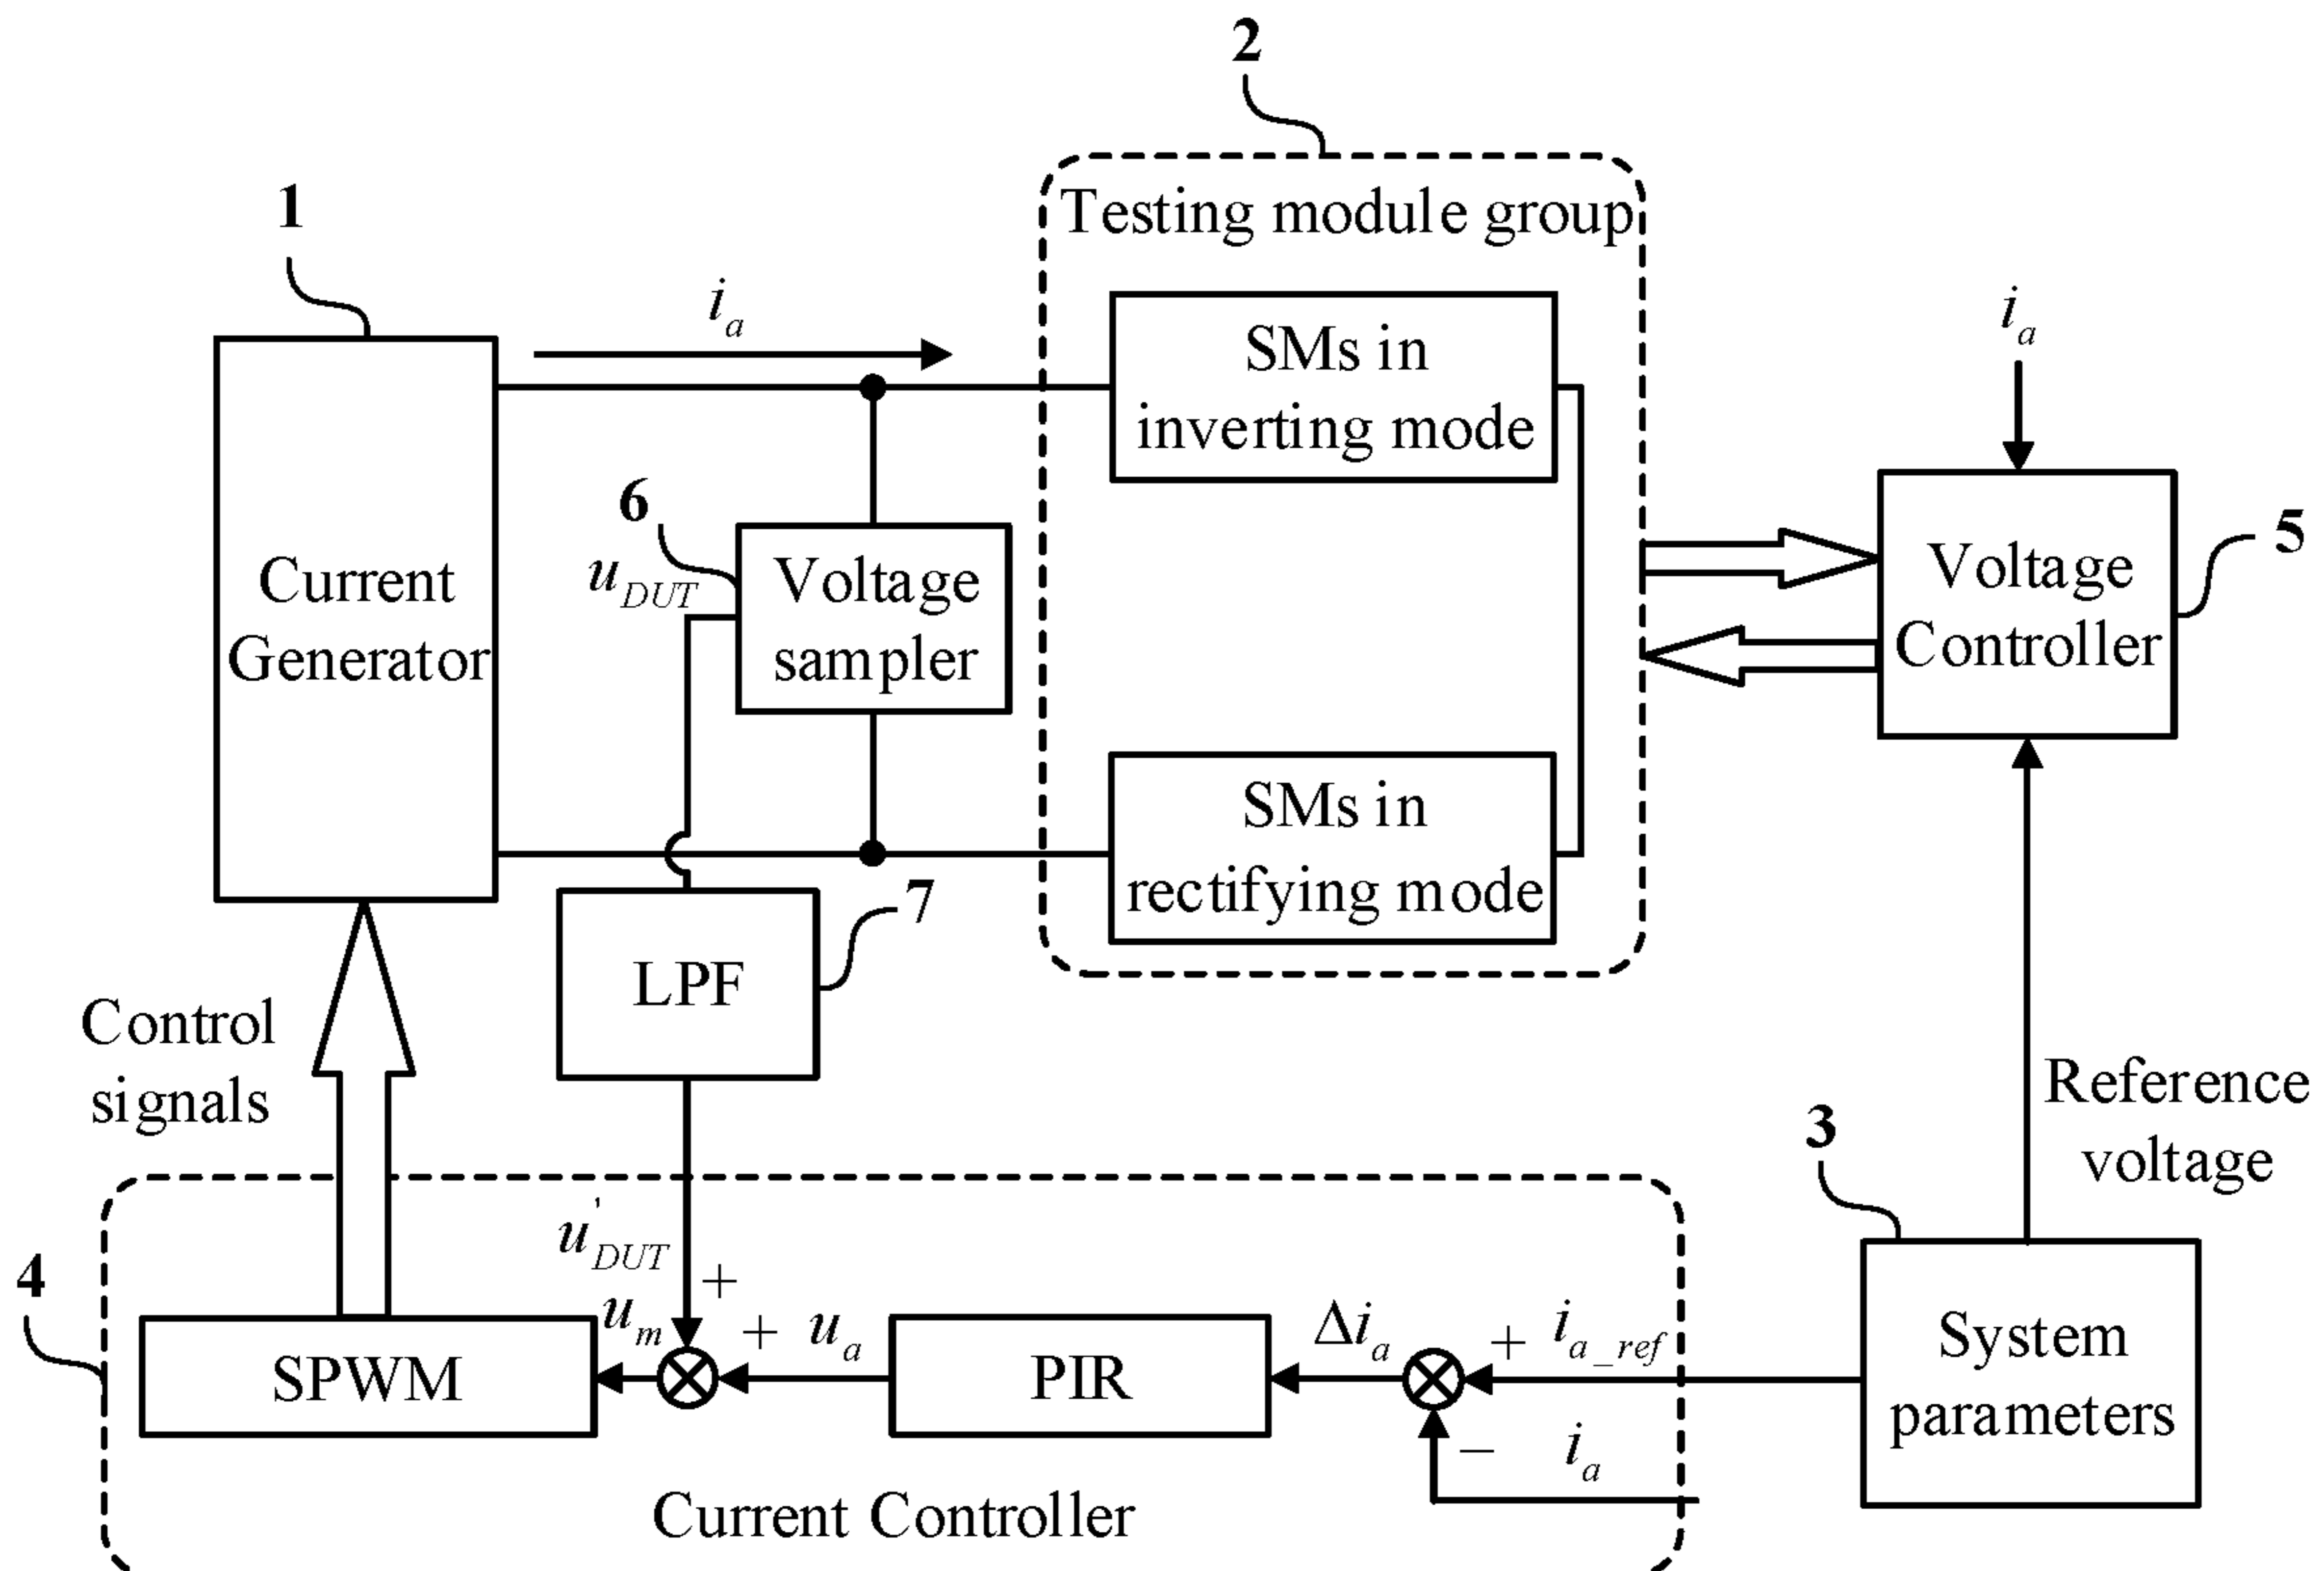 2
1
Testing module group
i_a
i_a
SMs in
inverting mode
6
5
u_DUT
Voltage
sampler
Current
Generator
Voltage
Controller
SMs in
rectifying mode
7
LPF
Control
signals
Reference
voltage
3
4
u'_DUT
+
u_m
+ u_a
Δi_a
+ i_a_ref
SPWM
PIR
System
parameters
− i_a
Current Controller